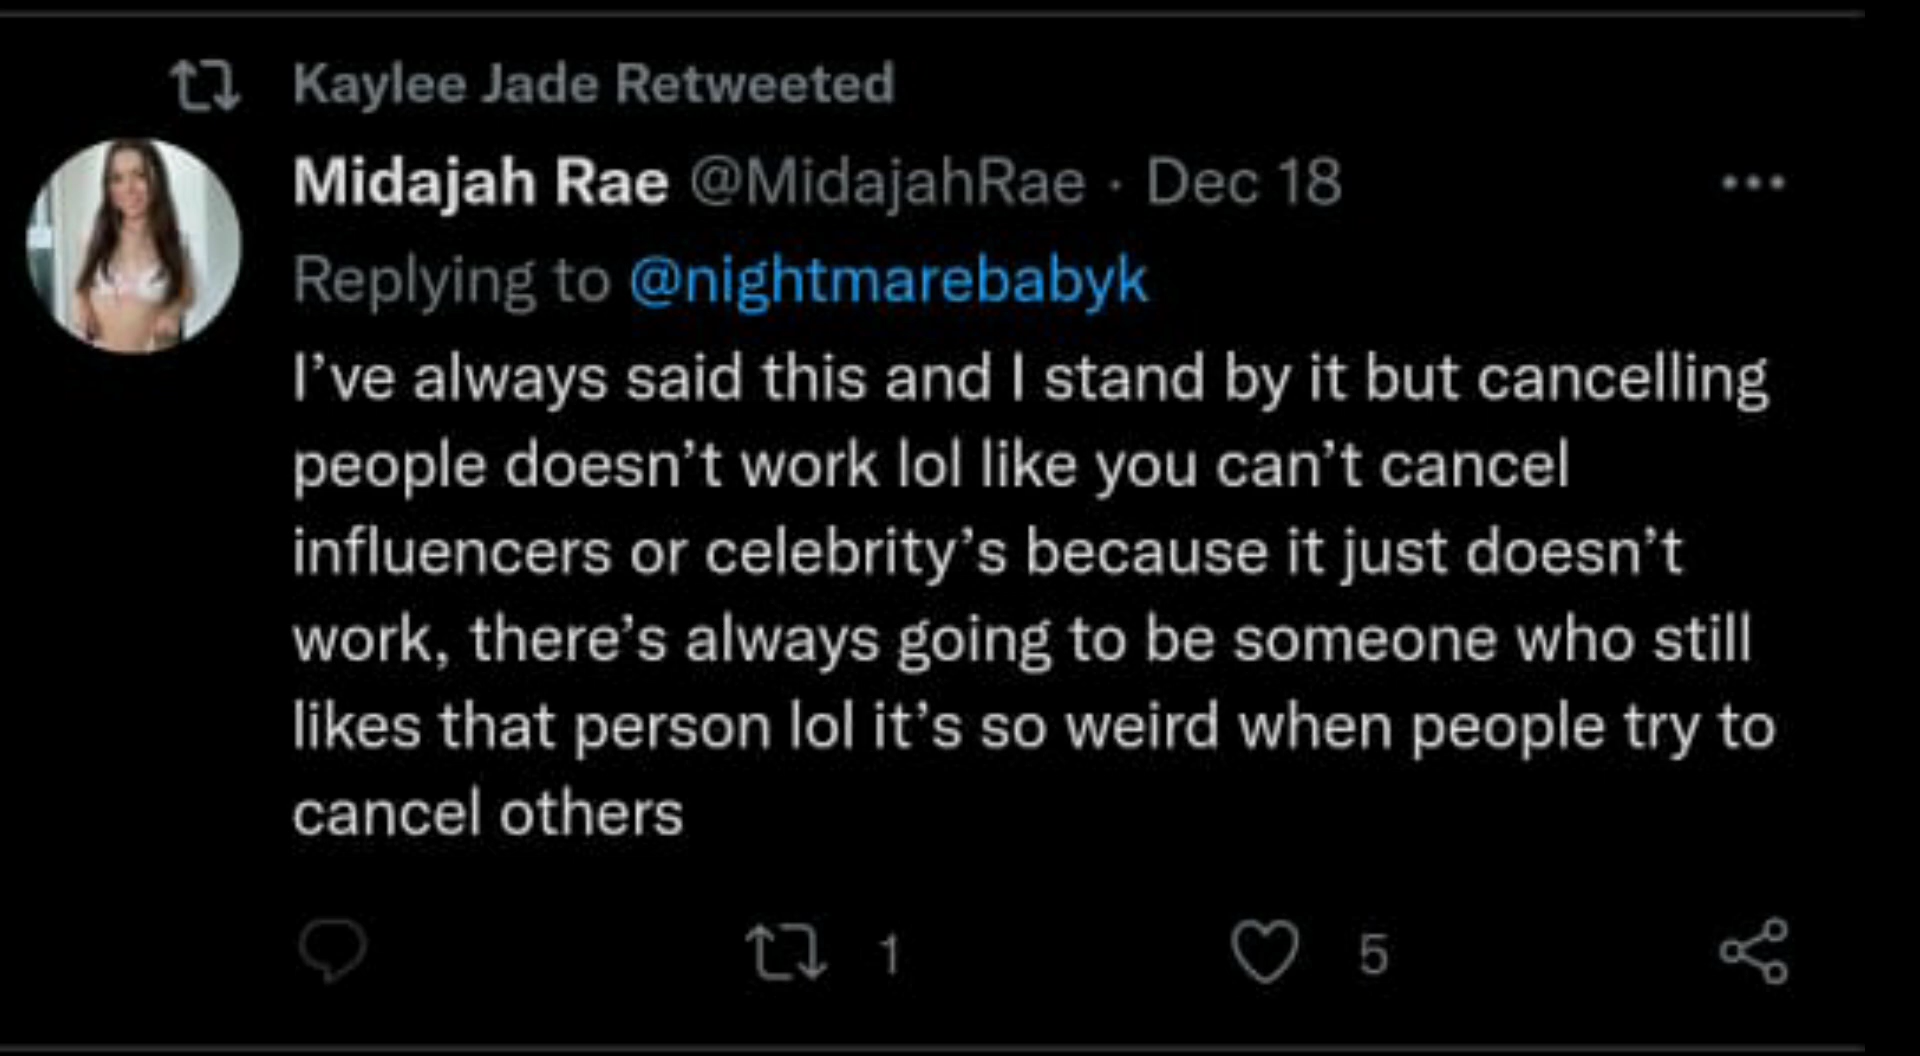 Kaylee Jade Retweeted
Midajah Rae @MidajahRae · Dec 18
Replying to @nightmarebabyk
I’ve always said this and I stand by it but cancelling
people doesn’t work lol like you can’t cancel
influencers or celebrity’s because it just doesn’t
work, there’s always going to be someone who still
likes that person lol it’s so weird when people try to
cancel others
1 5